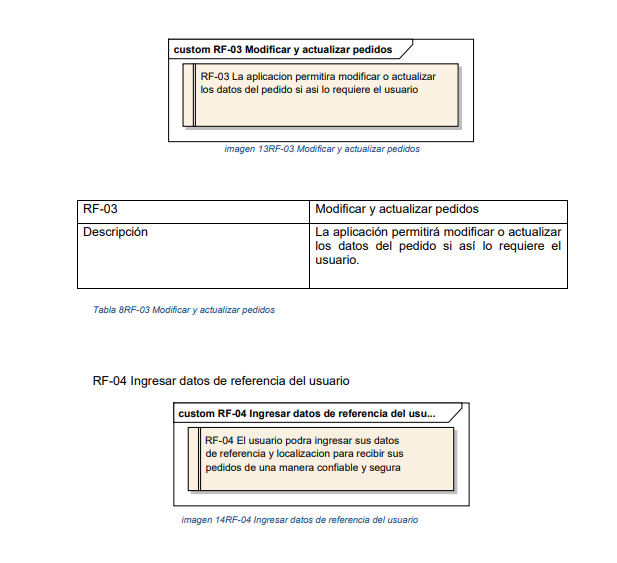 custom RF-03 Modificar y actualizar pedidos
RF-03 La aplicacion permitira modificar o actualizar
los datos del pedido si asi lo requiere el usuario
imagen 13RF-03 Modificar y actualizar pedidos
RF-03
Modificar y actualizar pedidos
Descripción
La aplicación permitirá modificar o actualizar
los datos del pedido si así lo requiere el
usuario.
Tabla 8RF-03 Modificar y actualizar pedidos
RF-04 Ingresar datos de referencia del usuario
custom RF-04 Ingresar datos de referencia del usu...
RF-04 El usuario podra ingresar sus datos
de referencia y localizacion para recibir sus
pedidos de una manera confiable y segura
imagen 14RF-04 Ingresar datos de referencia del usuario